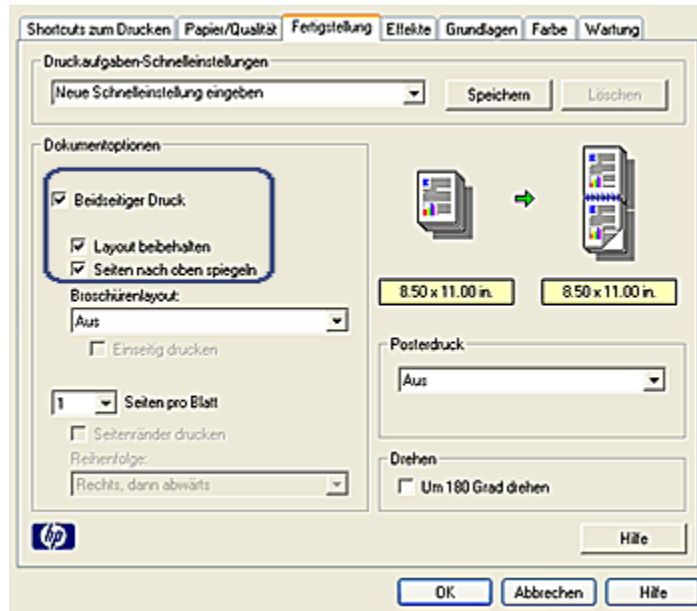 Shortcuts zum Drucken Papier/Qualität Fertigstellung Effekte Grundlagen Farbe Wartung
Druckaufgaben-Schnelleinstellungen
Neue Schnelleinstellung eingeben Speichern Löschen
Dokumentoptionen
Beidseitiger Druck
Layout beibehalten
Seiten nach oben spiegeln
Broschürenlayout:
Aus
Einseitig drucken
1 Seiten pro Blatt
Seitenränder drucken
Reihenfolge:
Rechts, dann abwärts
8.50 x 11.00 in.
8.50 x 11.00 in.
Posterdruck
Aus
Drehen
Um 180 Grad drehen
hp
Hilfe
OK Abbrechen Hilfe